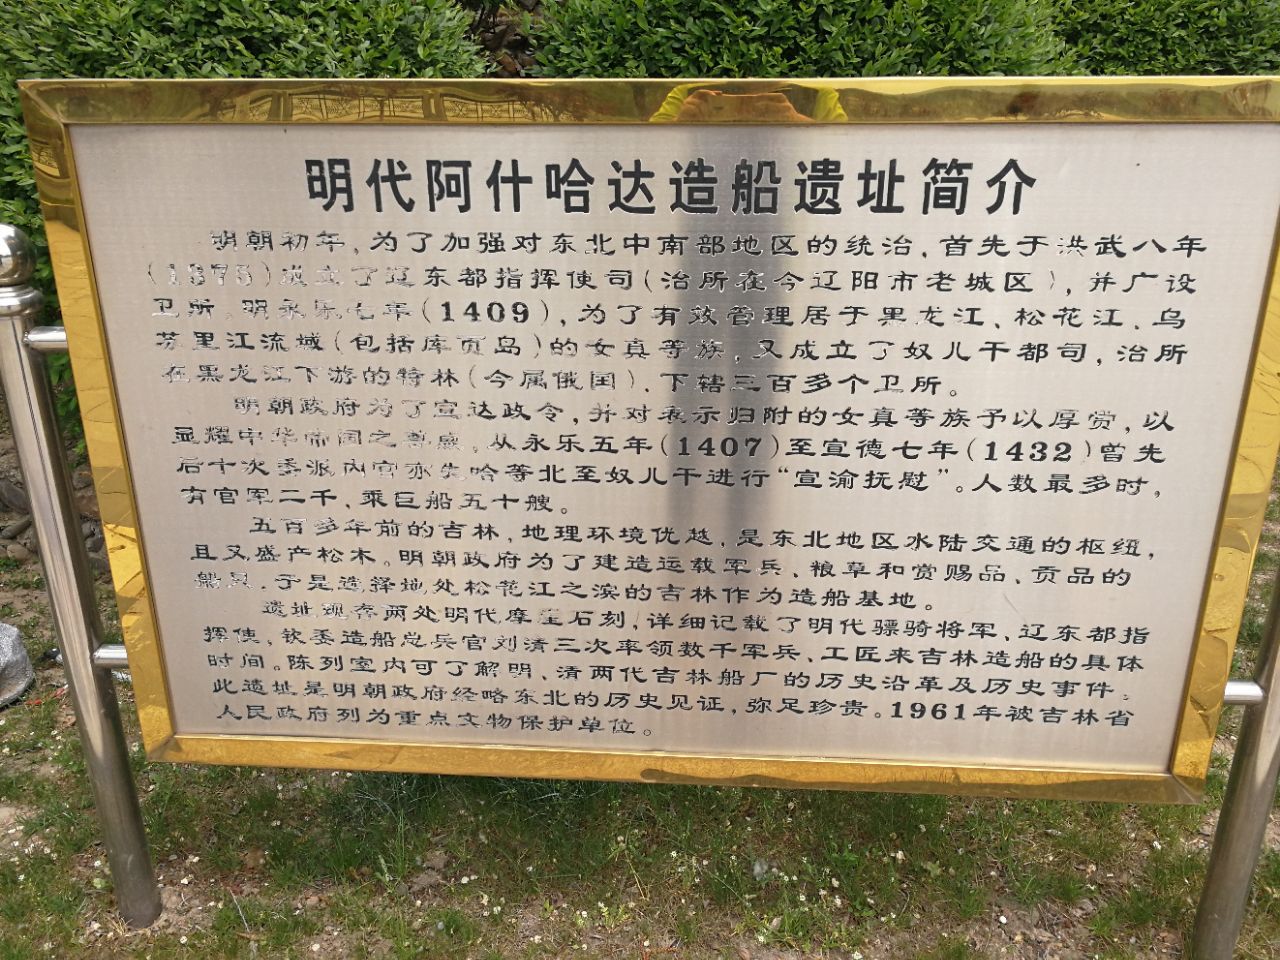 明代阿什哈达造船遗址简介
明朝初年，为了加强对东北中南部地区的统治，首先于洪武八年
（1375）成立了辽东都指挥使司（治所在今辽阳市老城区），并广设
卫所。明永乐七年（1409），为了有效管理居于黑龙江、松花江、乌
苏里江流域（包括库页岛）的女真等族，又成立了奴儿干都司，治所
在黑龙江下游的特林（今属俄国），下辖三百多个卫所。
明朝政府为了宣达政令，并对表示归附的女真等族予以厚赏，以
显耀中华帝国之尊威，从永乐五年（1407）至宣德七年（1432）曾先
后十次委派内官亦失哈等北至奴儿干进行“宣渝抚慰”。人数最多时，
有官军二千、乘巨船五十艘。
五百多年前的吉林，地理环境优越，是东北地区水陆交通的枢纽，
且又盛产松木。明朝政府为了建造运载军兵、粮草和赏赐品、贡品的
船只，于是选择地处松花江之滨的吉林作为造船基地。
遗址现存两处明代摩崖石刻，详细记载了明代骠骑将军、辽东都指
挥使，钦委造船总兵官刘清三次率领数千军兵、工匠来吉林造船的具体
时间。陈列室内可了解明、清两代吉林船厂的历史沿革及历史事件。
此遗址是明朝政府经略东北的历史见证，弥足珍贵。1961年被吉林省
人民政府列为重点文物保护单位。